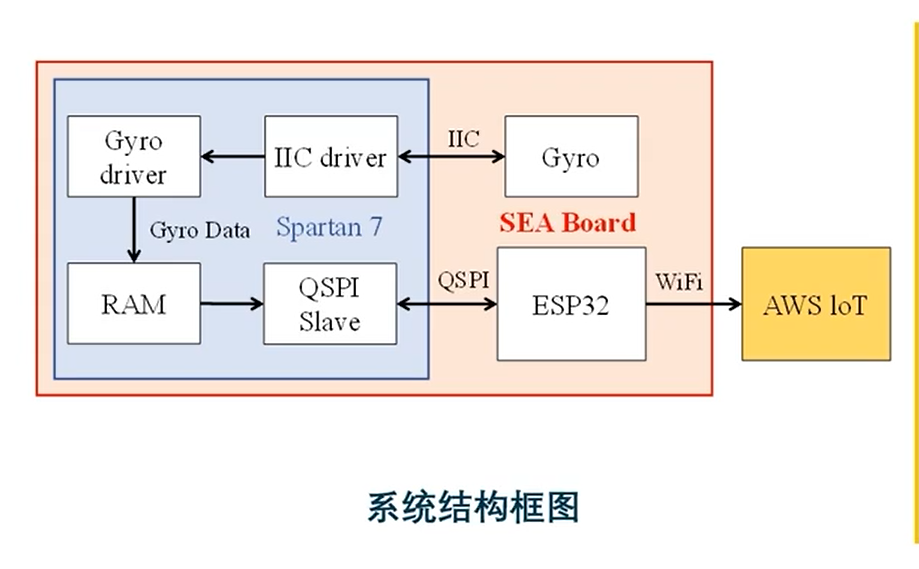 Gyro
driver
IIC driver
IIC
Gyro
Gyro Data
Spartan 7
SEA Board
RAM
QSPI
Slave
QSPI
ESP32
WiFi
AWS loT
系统结构框图